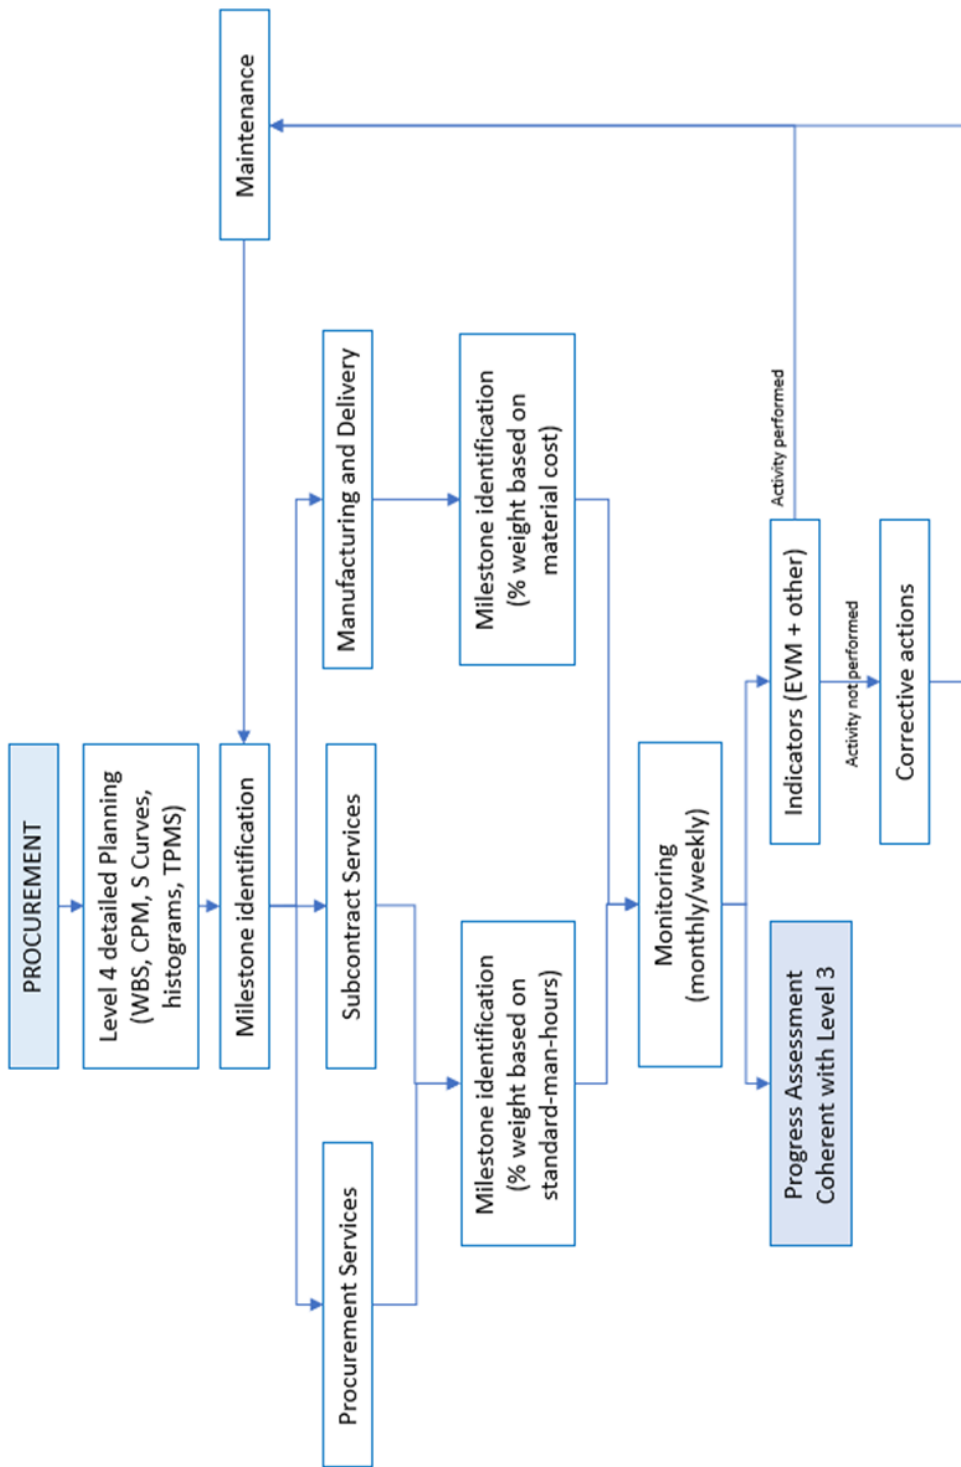 PROCUREMENT
Level 4 detailed Planning
(WBS, CPM, S Curves,
histograms, TPMS)
Maintenance
Milestone identification
Procurement Services
Subcontract Services
Manufacturing and Delivery
Milestone identification
(% weight based on
standard-man-hours)
Milestone identification
(% weight based on
material cost)
Monitoring
(monthly/weekly)
Progress Assessment
Coherent with Level 3
Indicators (EVM + other)
Activity performed
Activity not performed
Corrective actions